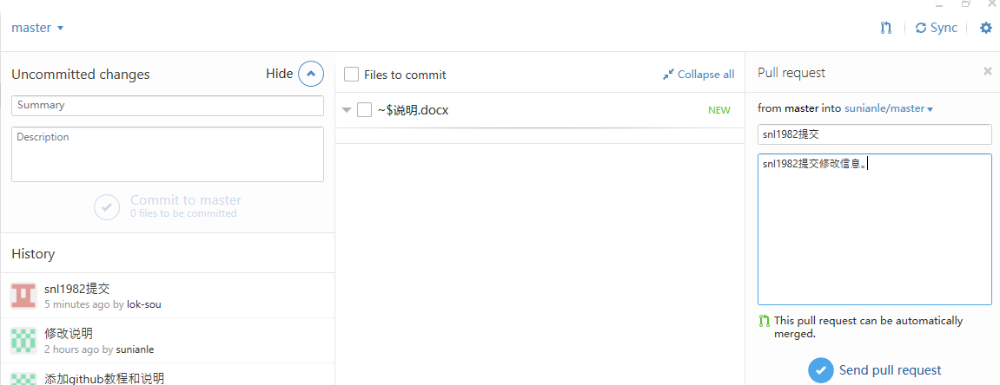 master
Sync
Uncommitted changes
Hide
Summary
Description
Commit to master
0 files to be committed
History
snl1982提交
5 minutes ago by lok-sou
修改说明
2 hours ago by sunianle
添加github教程和说明
Files to commit
Collapse all
~$说明.docx
NEW
Pull request
from master into sunianle/master
snl1982提交
snl1982提交修改信息。
This pull request can be automatically
merged.
Send pull request